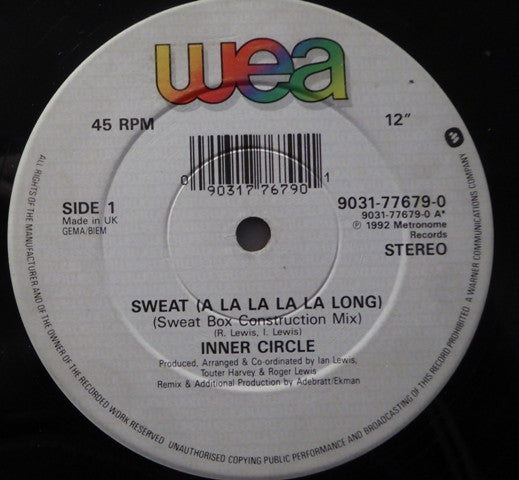 wea
45 RPM
12"
0 90317 76790 1
SIDE 1
Made in UK
GEMA/BIEM
9031-77679-0
9031-77679-0 A*
℗ 1992 Metronome
Records
STEREO
SWEAT (A LA LA LA LA LONG)
(Sweat Box Construction Mix)
(R. Lewis, I. Lewis)
INNER CIRCLE
Produced, Arranged & Co-ordinated by Ian Lewis,
Touter Harvey & Roger Lewis
Remix & Additional Production by Adebratt/Ekman
ALL RIGHTS OF THE MANUFACTURER AND OF THE OWNER OF THE RECORDED WORK RESERVED UNAUTHORISED COPYING PUBLIC PERFORMANCE AND BROADCASTING OF THIS RECORD PROHIBITED A WARNER COMMUNICATIONS COMPANY